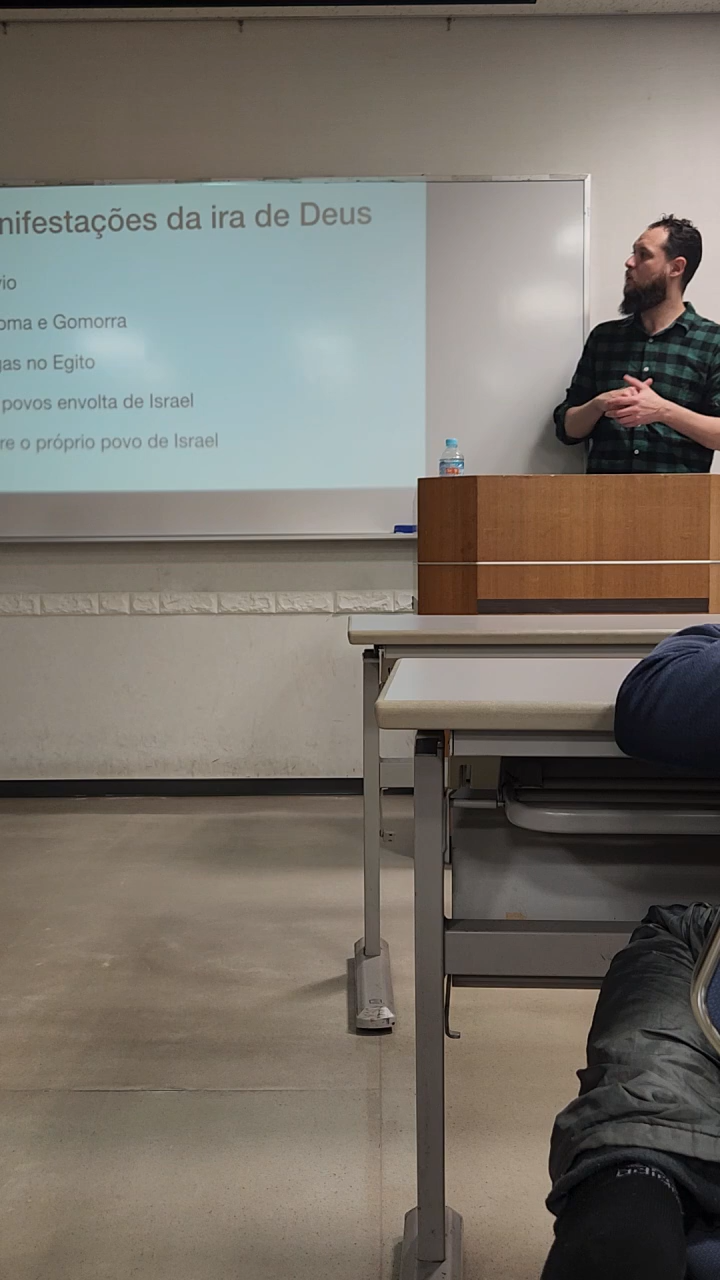 nifestações da ira de Deus
vio
oma e Gomorra
gas no Egito
povos envolta de Israel
re o próprio povo de Israel